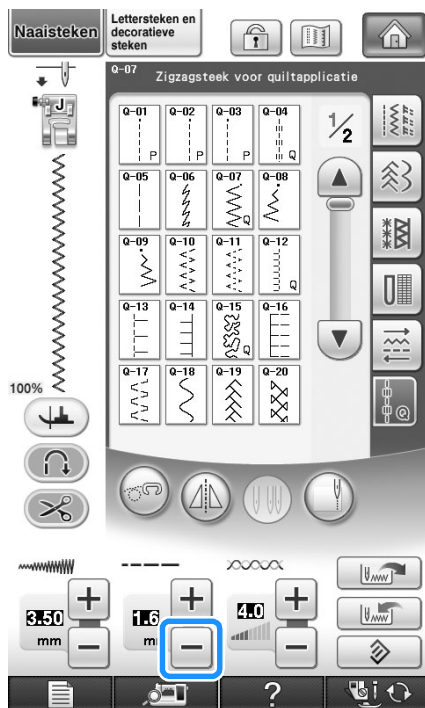 Naaisteken
Lettersteken en
decoratieve
steken
Q-07
Zigzagsteek voor quiltapplicatie
J
Q-01 Q-02 Q-03 Q-04
P P P Q
1/2
Q-05 Q-06 Q-07 Q-08
Q
Q-09 Q-10 Q-11 Q-12
Q
Q-13 Q-14 Q-15 Q-16
Q
Q-17 Q-18 Q-19 Q-20
Q
100%
3.50
mm
1.6
m
4.0
?